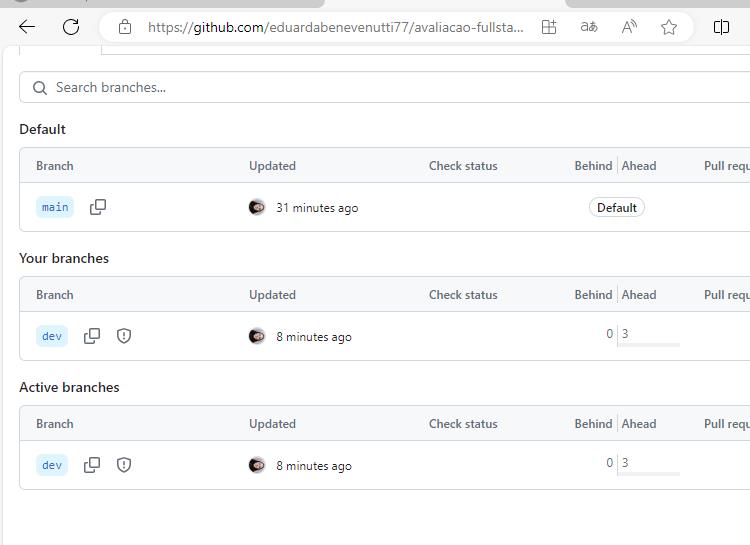 https://github.com/eduardabenevenutti77/avaliacao-fullsta...
Search branches...
Default
Branch Updated Check status Behind Ahead Pull requ
main 31 minutes ago Default
Your branches
Branch Updated Check status Behind Ahead Pull requ
dev 8 minutes ago 0 3
Active branches
Branch Updated Check status Behind Ahead Pull requ
dev 8 minutes ago 0 3